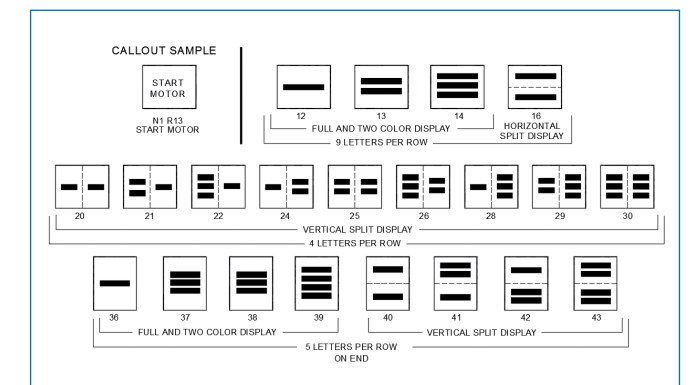 CALLOUT SAMPLE
START
MOTOR
N1 R13
START MOTOR
12 13 14 16
FULL AND TWO COLOR DISPLAY
HORIZONTAL
SPLIT DISPLAY
9 LETTERS PER ROW
20 21 22 24 25 26 28 29 30
VERTICAL SPLIT DISPLAY
4 LETTERS PER ROW
36 37 38 39 40 41 42 43
FULL AND TWO COLOR DISPLAY
VERTICAL SPLIT DISPLAY
5 LETTERS PER ROW
ON END